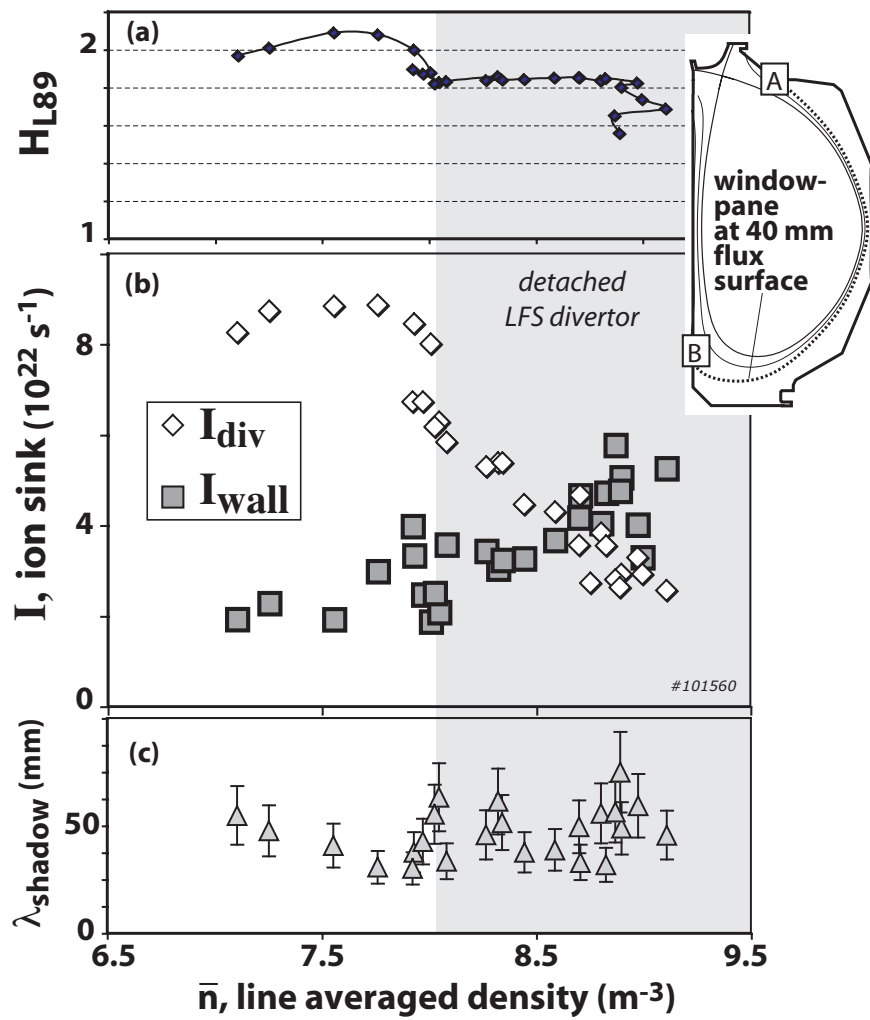 (a)
2
H_L89
1
A
window-
pane
at 40 mm
flux
surface
B
(b)
detached
LFS divertor
8
I_div
I_wall
4
0
I, ion sink (10^22 s^-1)
#101560
(c)
50
0
λ_shadow (mm)
6.5 7.5 8.5 9.5
n̅, line averaged density (m^-3)